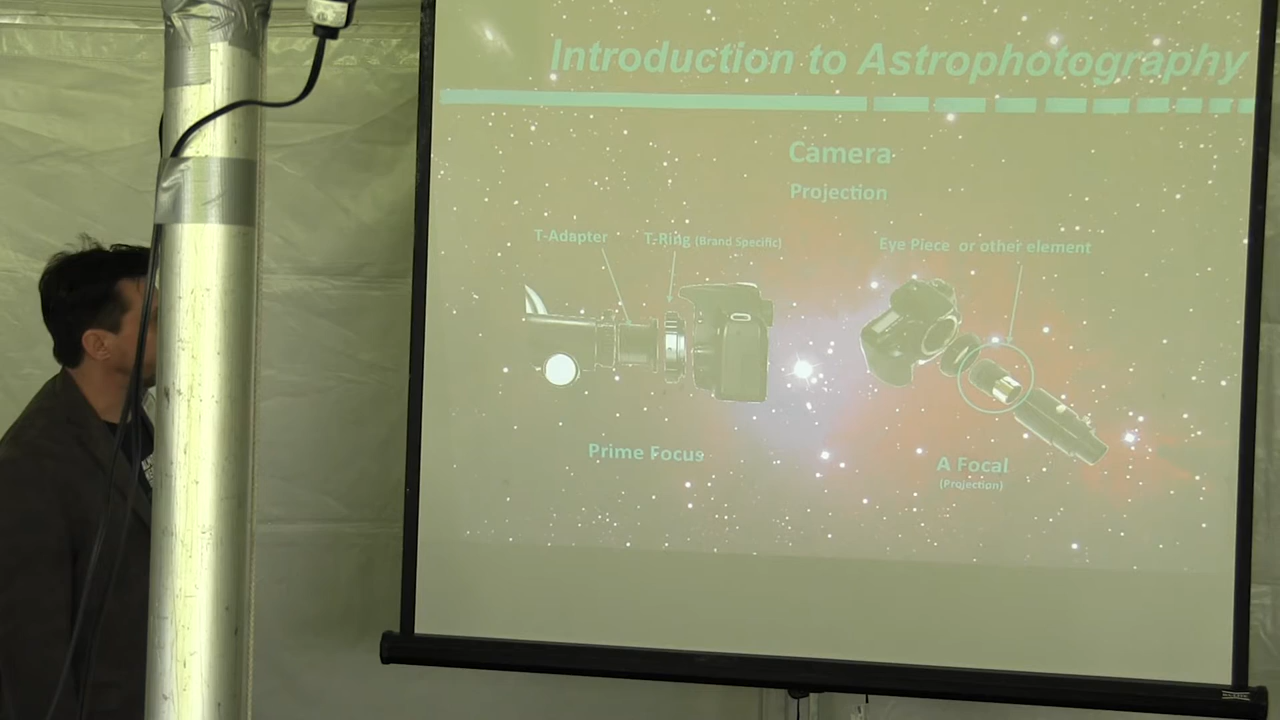 Introduction to Astrophotography
Camera
Projection
T-Adapter
T-Ring (Brand Specific)
Eye Piece or other element
Prime Focus
A Focal
(Projection)